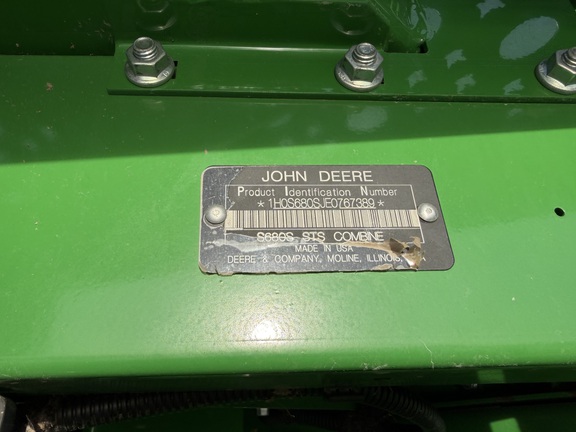 JOHN DEERE
Product Identification Number
*1H0S680SJE0767389*
S680S STS COMBINE
MADE IN USA
DEERE & COMPANY, MOLINE, ILLINOIS,